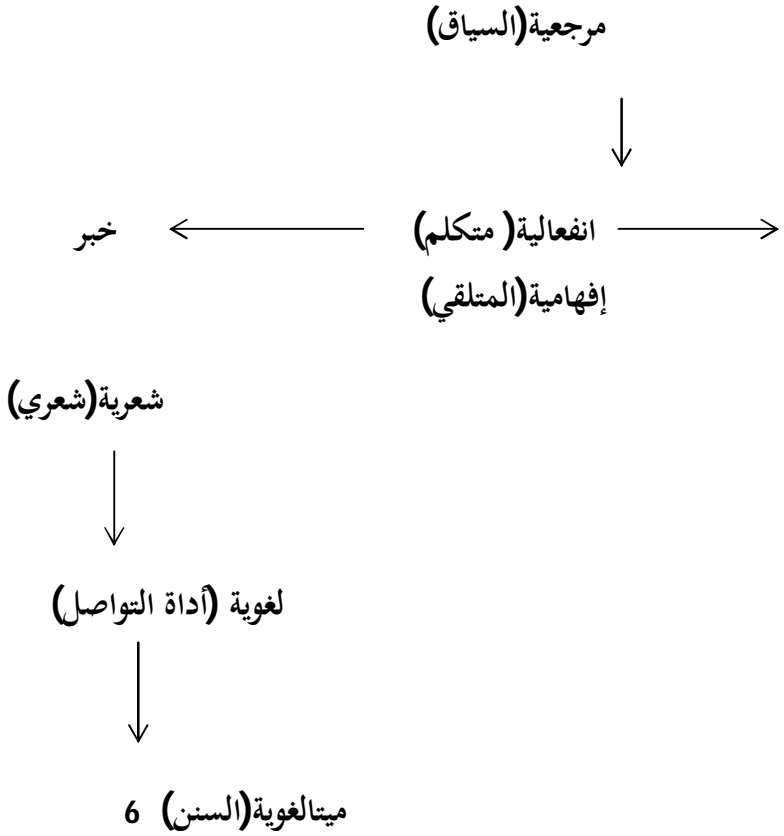 مرجعية(السياق)
انفعالية( متكلم) خبر
إفهامية(المتلقي)
شعرية(شعري)
لغوية (أداة التواصل)
ميتالغوية(السنن) 6